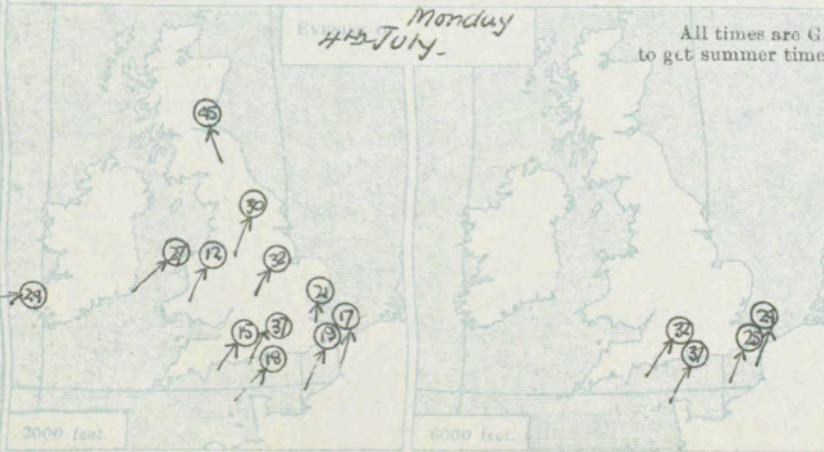 Monday
4th July.
All times are G
to get summer time
45
30
27
12
32
29
21
17
15
37
19
18
32
37
25
29
2000 feet.
6000 feet.